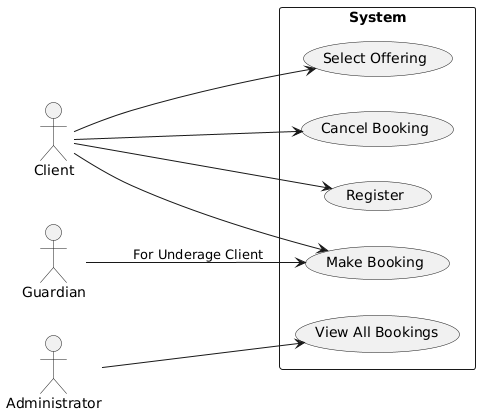 System
Select Offering
Cancel Booking
Client
Register
For Underage Client
Make Booking
Guardian
View All Bookings
Administrator